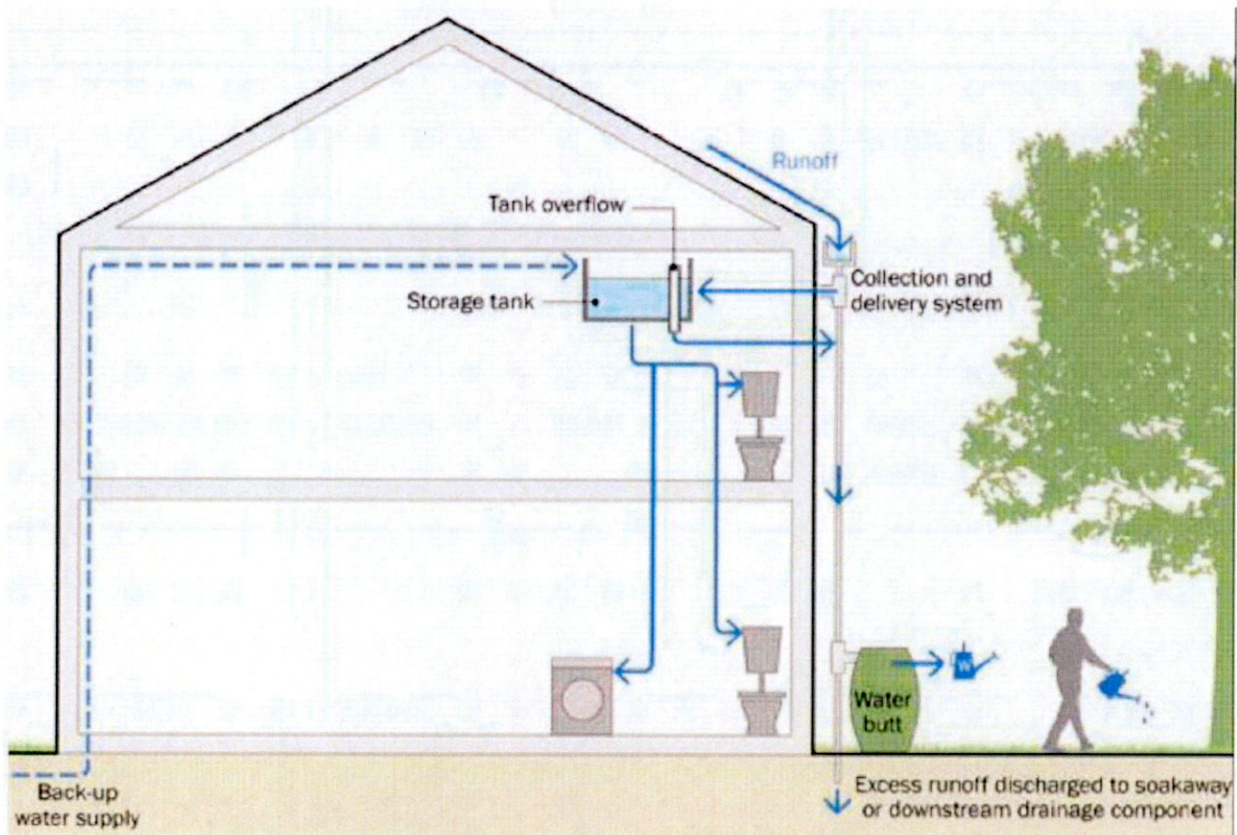 Runoff
Tank overflow
Storage tank
Collection and
delivery system
Water
butt
W
Back-up
water supply
Excess runoff discharged to soakaway
or downstream drainage component